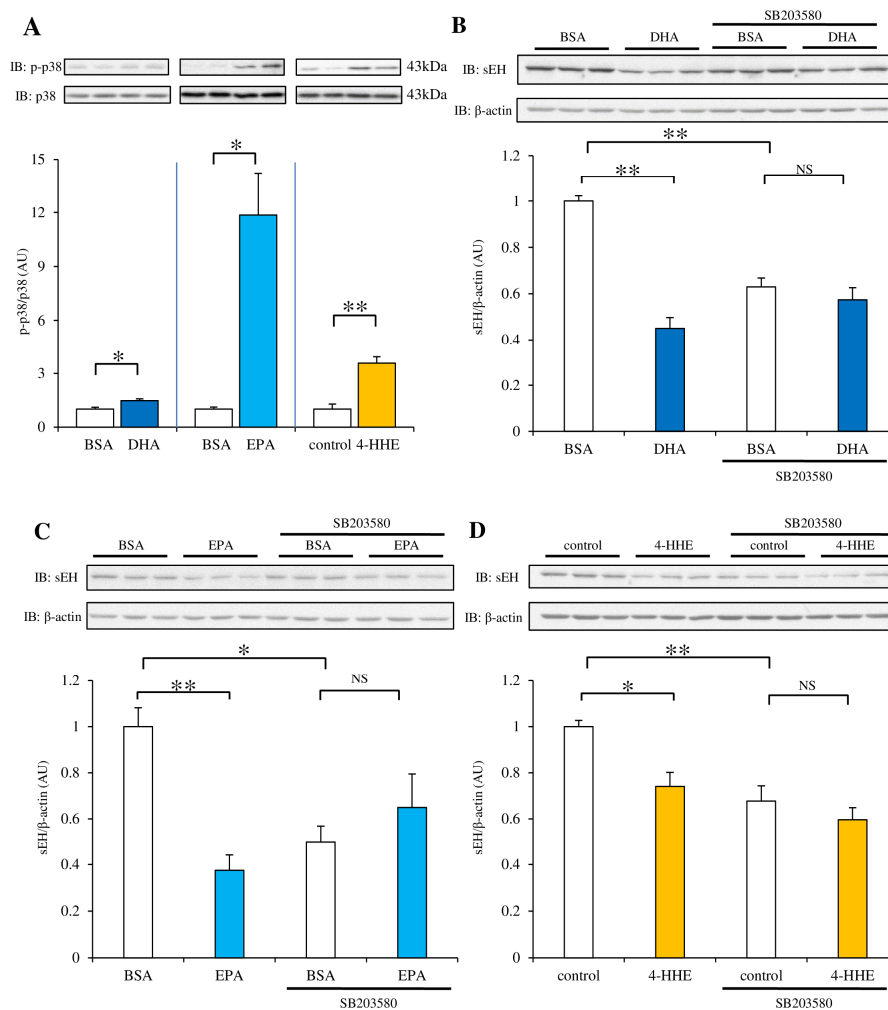 A
IB: p-p38
43kDa
IB: p38
43kDa
15
12
9
6
3
0
p-p38/p38 (AU)
*
*
**
BSA DHA
BSA EPA
control 4-HHE
B
SB203580
BSA DHA BSA DHA
IB: sEH
IB: β-actin
1.2
1
0.8
0.6
0.4
0.2
0
sEH/β-actin (AU)
**
**
NS
BSA DHA BSA DHA
SB203580
C
SB203580
BSA EPA BSA EPA
IB: sEH
IB: β-actin
1.2
1
0.8
0.6
0.4
0.2
0
sEH/β-actin (AU)
*
**
NS
BSA EPA BSA EPA
SB203580
D
SB203580
control 4-HHE control 4-HHE
IB: sEH
IB: β-actin
1.2
1
0.8
0.6
0.4
0.2
0
sEH/β-actin (AU)
**
*
NS
control 4-HHE control 4-HHE
SB203580